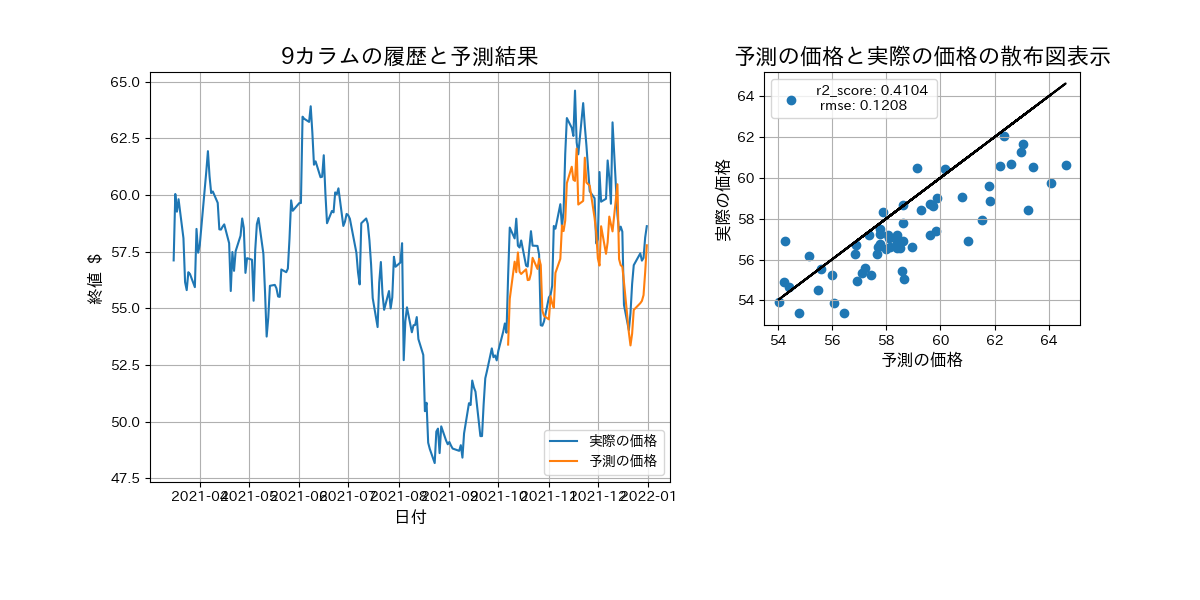 9カラムの履歴と予測結果
終値 $
65.0
62.5
60.0
57.5
55.0
52.5
50.0
47.5
2021-04 2021-05 2021-06 2021-07 2021-08 2021-09 2021-10 2021-11 2021-12 2022-01
日付
実際の価格
予測の価格
予測の価格と実際の価格の散布図表示
実際の価格
64
62
60
58
56
54
r2_score: 0.4104
rmse: 0.1208
54 56 58 60 62 64
予測の価格